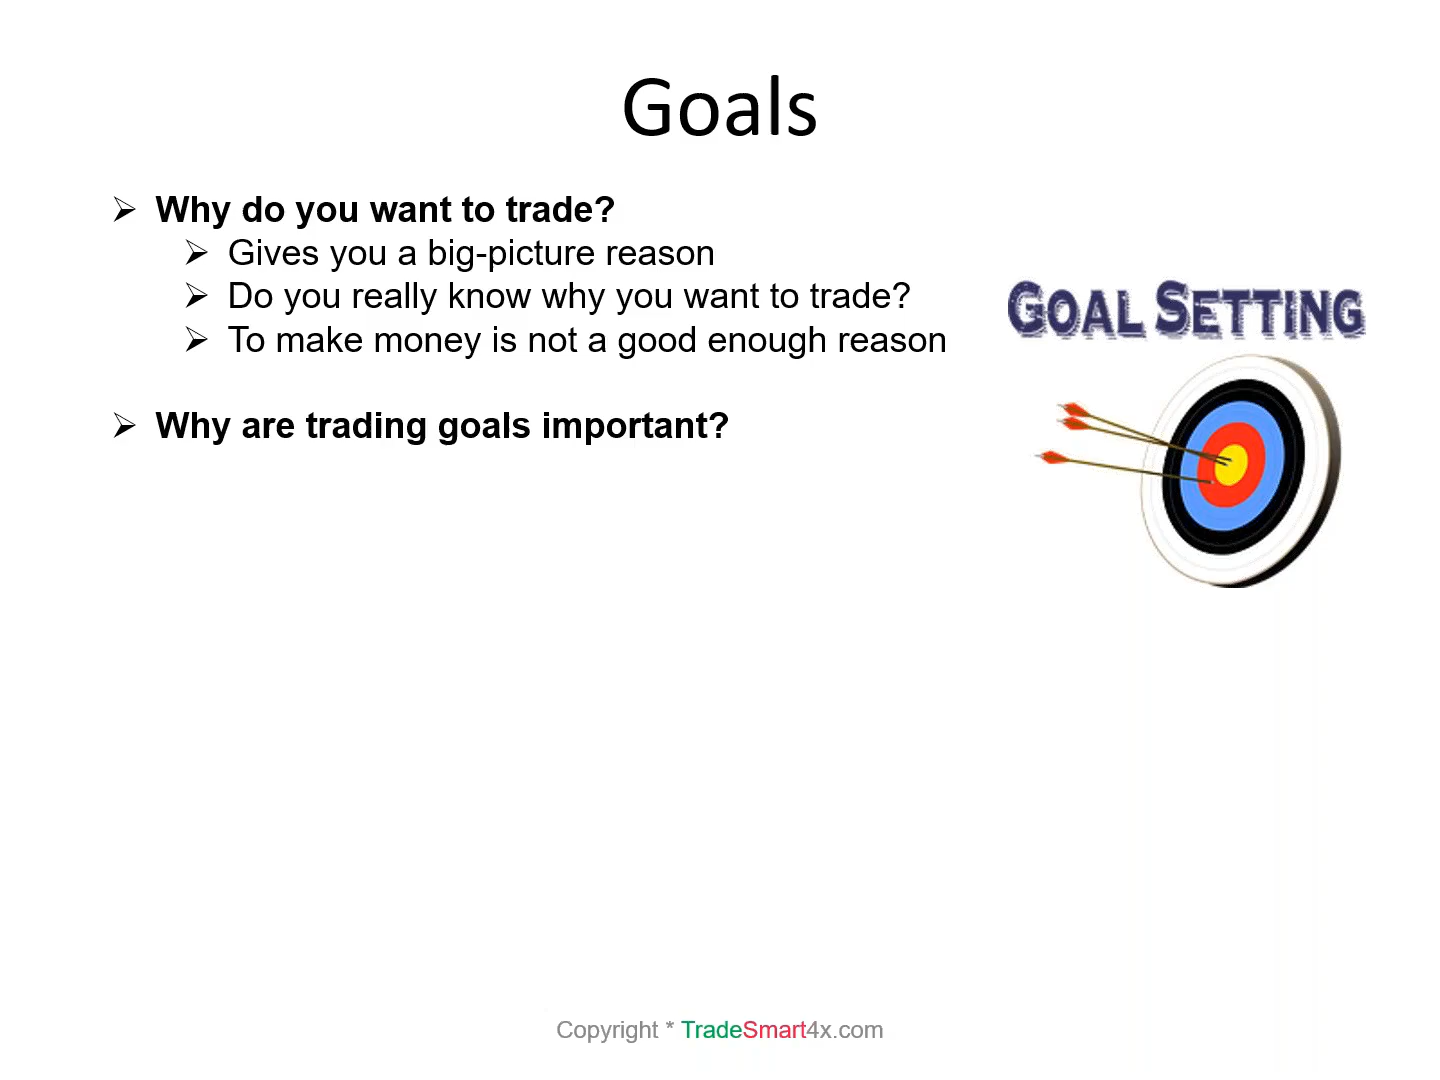 Goals
Why do you want to trade?
Gives you a big-picture reason
Do you really know why you want to trade?
To make money is not a good enough reason
GOAL SETTING
Why are trading goals important?
Copyright * TradeSmart4x.com